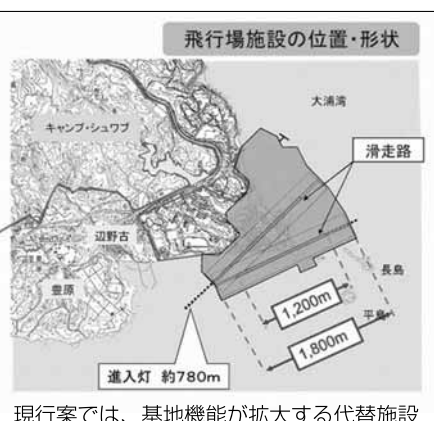 飛行場施設の位置・形状
大浦湾
キャンプ・シュワブ
滑走路
辺野古
長島
豊原
1,200m
平島
1,800m
進入灯 約780m
現行案では、基地機能が拡大する代替施設